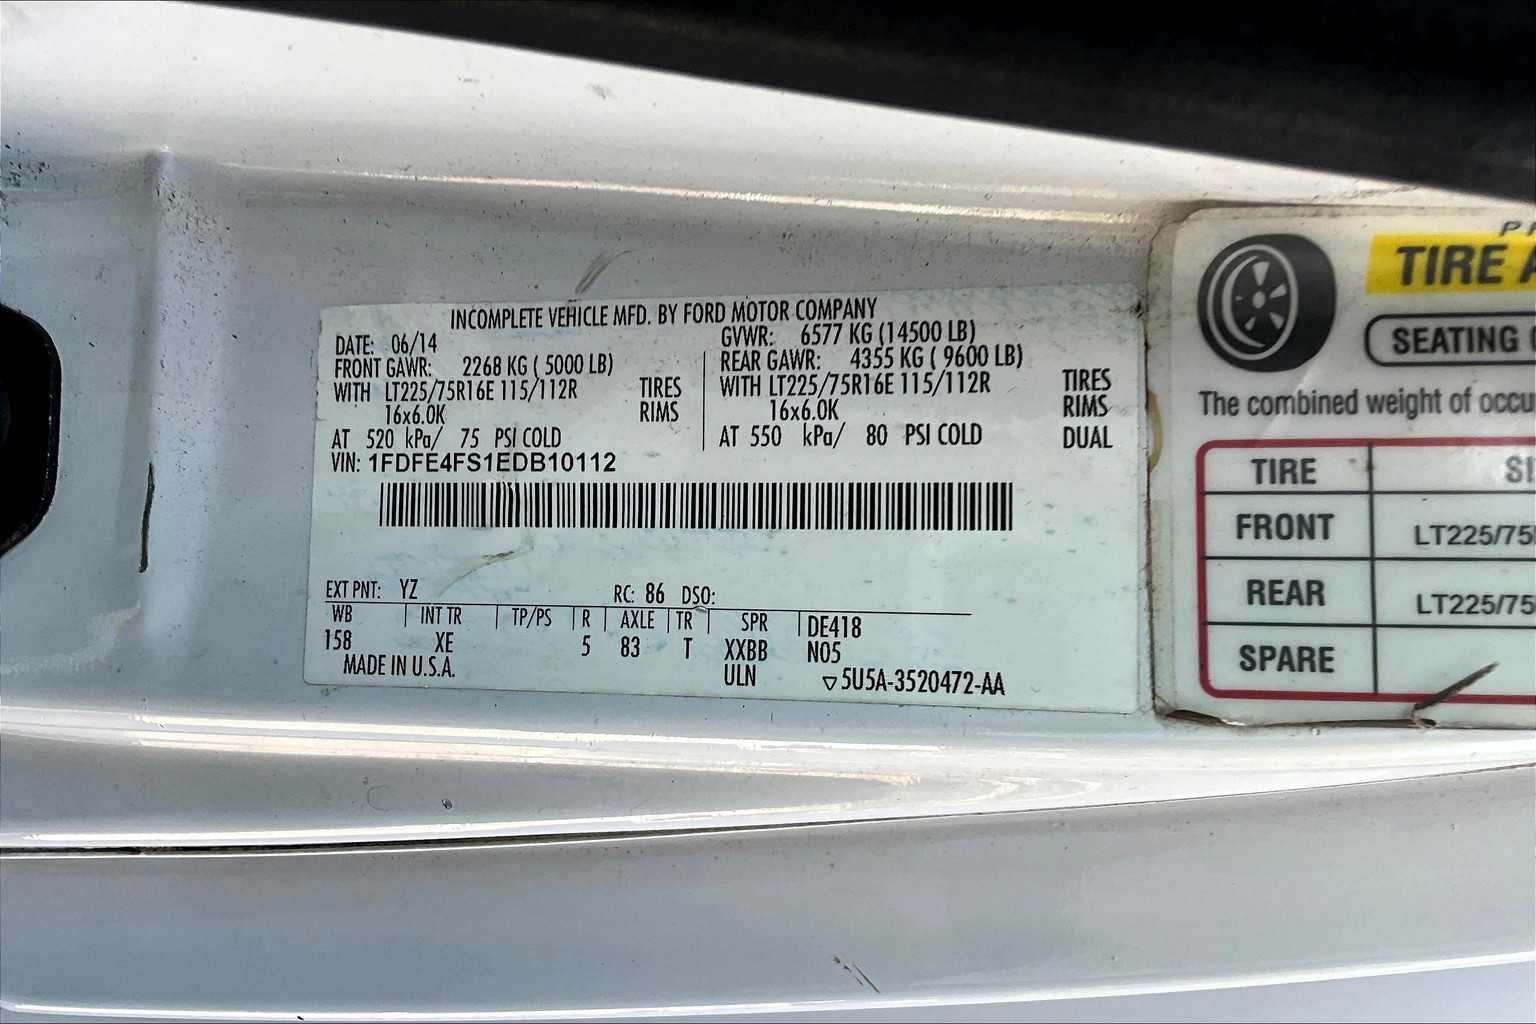 INCOMPLETE VEHICLE MFD. BY FORD MOTOR COMPANY
DATE: 06/14
GVWR: 6577 KG (14500 LB)
FRONT GAWR: 2268 KG ( 5000 LB)
REAR GAWR: 4355 KG ( 9600 LB)
WITH LT225/75R16E 115/112R TIRES
WITH LT225/75R16E 115/112R TIRES
16x6.0K RIMS
16x6.0K RIMS
AT 520 kPa/ 75 PSI COLD
AT 550 kPa/ 80 PSI COLD DUAL
VIN: 1FDFE4FS1EDB10112
EXT PNT: YZ RC: 86 DSO:
WB INT TR TP/PS R AXLE TR SPR DE418
158 XE 5 83 T XXBB N05
MADE IN U.S.A. ULN ▽5U5A-3520472-AA
TIRE
SEATING
The combined weight of
TIRE
FRONT LT225/75
REAR LT225/75
SPARE